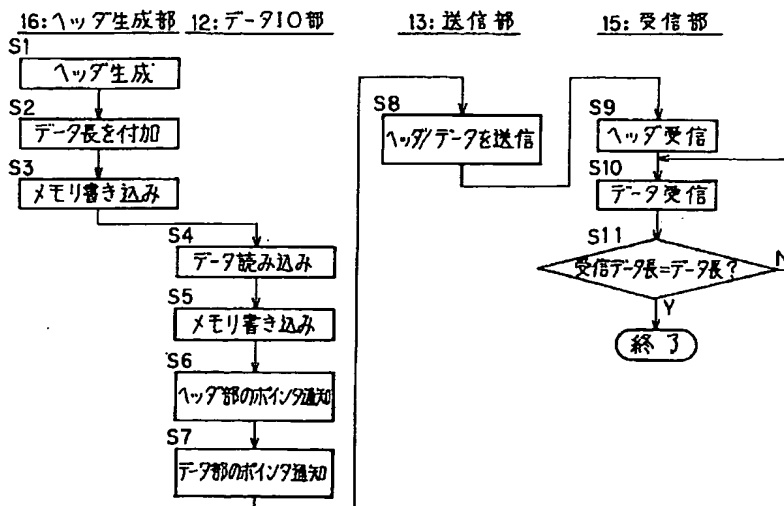 16:ヘッダ生成部
12:データIO部
13:送信部
15:受信部
S1
ヘッダ生成
S2
データ長を付加
S3
メモリ書き込み
S4
データ読み込み
S5
メモリ書き込み
S6
ヘッダ部のポインタ通知
S7
データ部のポインタ通知
S8
ヘッダ/データを送信
S9
ヘッダ受信
S10
データ受信
S11
受信データ長=データ長?
N
Y
終了